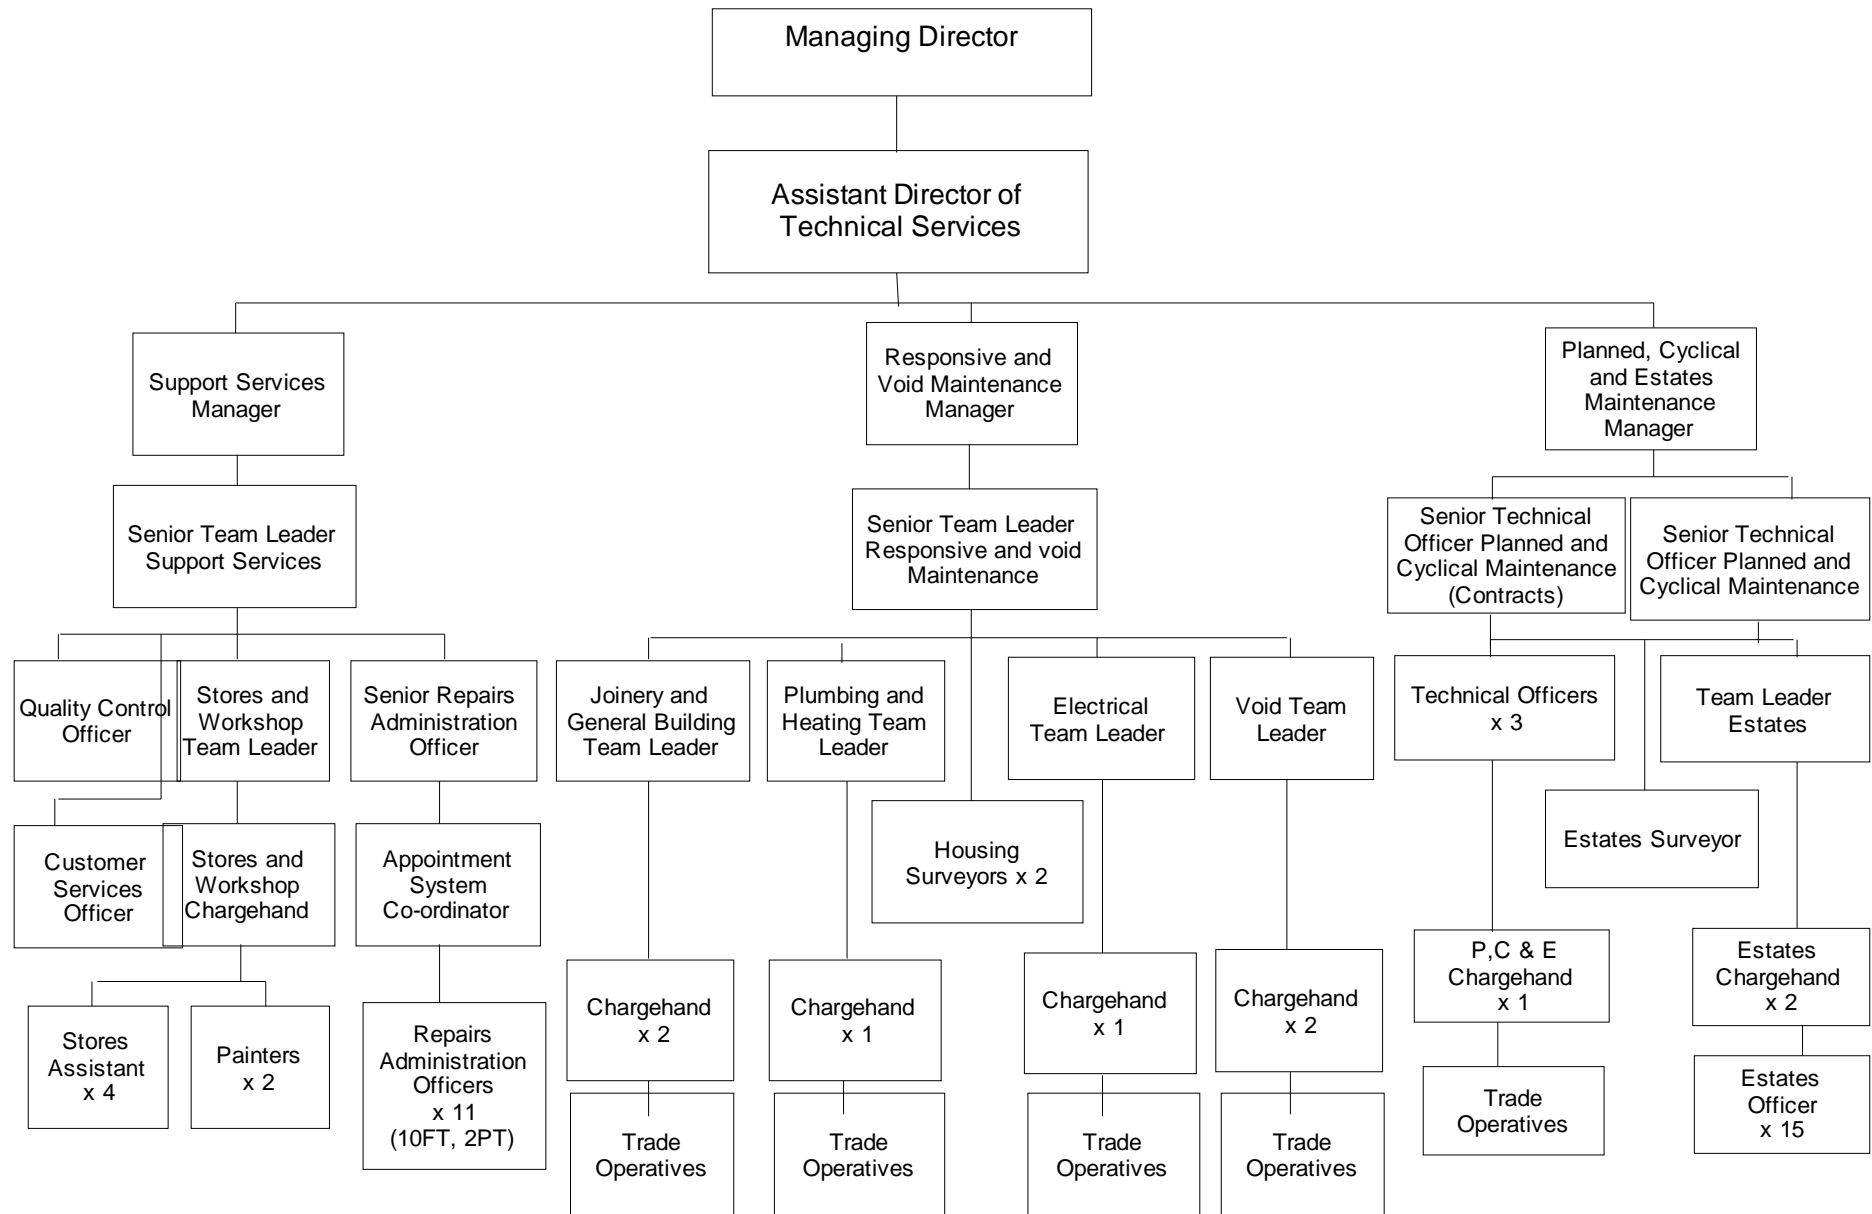 Managing Director
Assistant Director of
Technical Services
Support Services
Manager
Responsive and
Void Maintenance
Manager
Planned, Cyclical
and Estates
Maintenance
Manager
Senior Team Leader
Support Services
Senior Team Leader
Responsive and void
Maintenance
Senior Technical
Officer Planned and
Cyclical Maintenance
(Contracts)
Senior Technical
Officer Planned and
Cyclical Maintenance
Quality Control
Officer
Stores and
Workshop
Team Leader
Senior Repairs
Administration
Officer
Joinery and
General Building
Team Leader
Plumbing and
Heating Team
Leader
Electrical
Team Leader
Void Team
Leader
Technical Officers
x 3
Team Leader
Estates
Customer
Services
Officer
Stores and
Workshop
Chargehand
Appointment
System
Co-ordinator
Housing
Surveyors x 2
Estates Surveyor
Stores
Assistant
x 4
Painters
x 2
Repairs
Administration
Officers
x 11
(10FT, 2PT)
Chargehand
x 2
Chargehand
x 1
Chargehand
x 1
Chargehand
x 2
P,C & E
Chargehand
x 1
Estates
Chargehand
x 2
Trade
Operatives
Trade
Operatives
Trade
Operatives
Trade
Operatives
Trade
Operatives
Estates
Officer
x 15